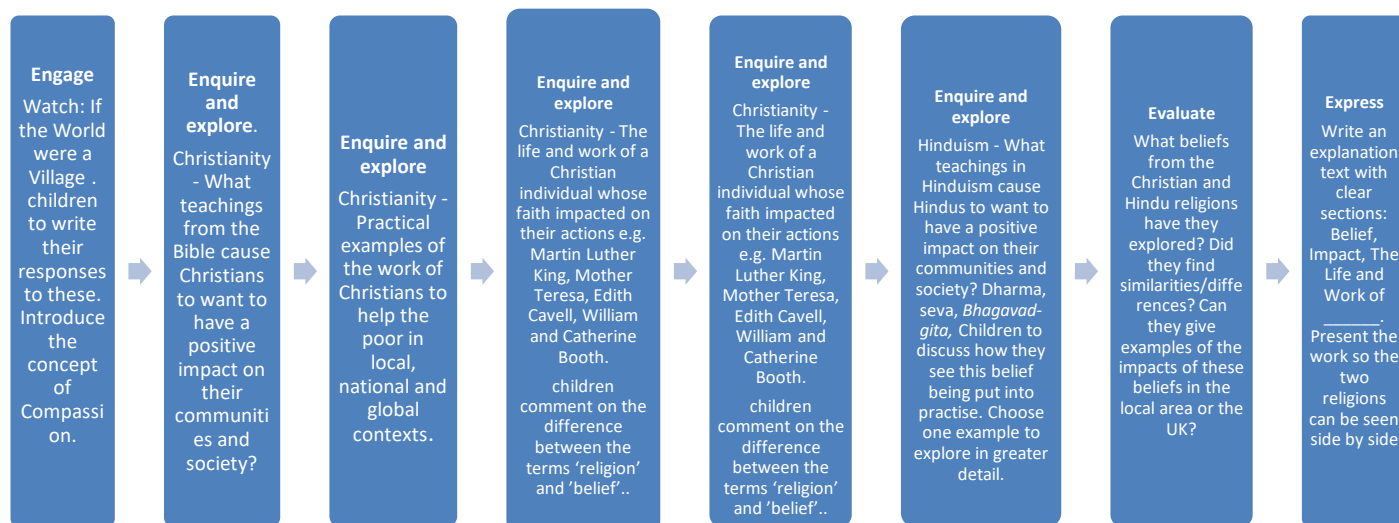 Engage
Watch: If
the World
were a
Village .
children
to write
their
responses
to these.
Introduce
the
concept
of
Compassi
on.
Enquire
and
explore.
Christianity
- What
teachings
from the
Bible cause
Christians
to want to
have a
positive
impact on
their
communiti
es and
society?
Enquire and
explore
Christianity -
Practical
examples of
the work of
Christians to
help the
poor in
local,
national and
global
contexts.
Enquire and
explore
Christianity - The
life and work of a
Christian
individual whose
faith impacted on
their actions e.g.
Martin Luther
King, Mother
Teresa, Edith
Cavell, William
and Catherine
Booth.
children
comment on the
difference
between the
terms ‘religion’
and ’belief’..
Enquire and
explore
Christianity -
The life and
work of a
Christian
individual whose
faith impacted
on their actions
e.g. Martin
Luther King,
Mother Teresa,
Edith Cavell,
William and
Catherine
Booth.
children
comment on the
difference
between the
terms ‘religion’
and ’belief’..
Enquire and
explore
Hinduism - What
teachings in
Hinduism cause
Hindus to want to
have a positive
impact on their
communities and
society? Dharma,
seva, Bhagavad-
gita, Children to
discuss how they
see this belief
being put into
practise. Choose
one example to
explore in greater
detail.
Evaluate
What beliefs
from the
Christian and
Hindu religions
have they
explored? Did
they find
similarities/diffe
rences? Can
they give
examples of the
impacts of these
beliefs in the
local area or the
UK?
Express
Write an
explanation
text with
clear
sections:
Belief,
Impact, The
Life and
Work of
______.
Present the
work so the
two
religions
can be seen
side by side